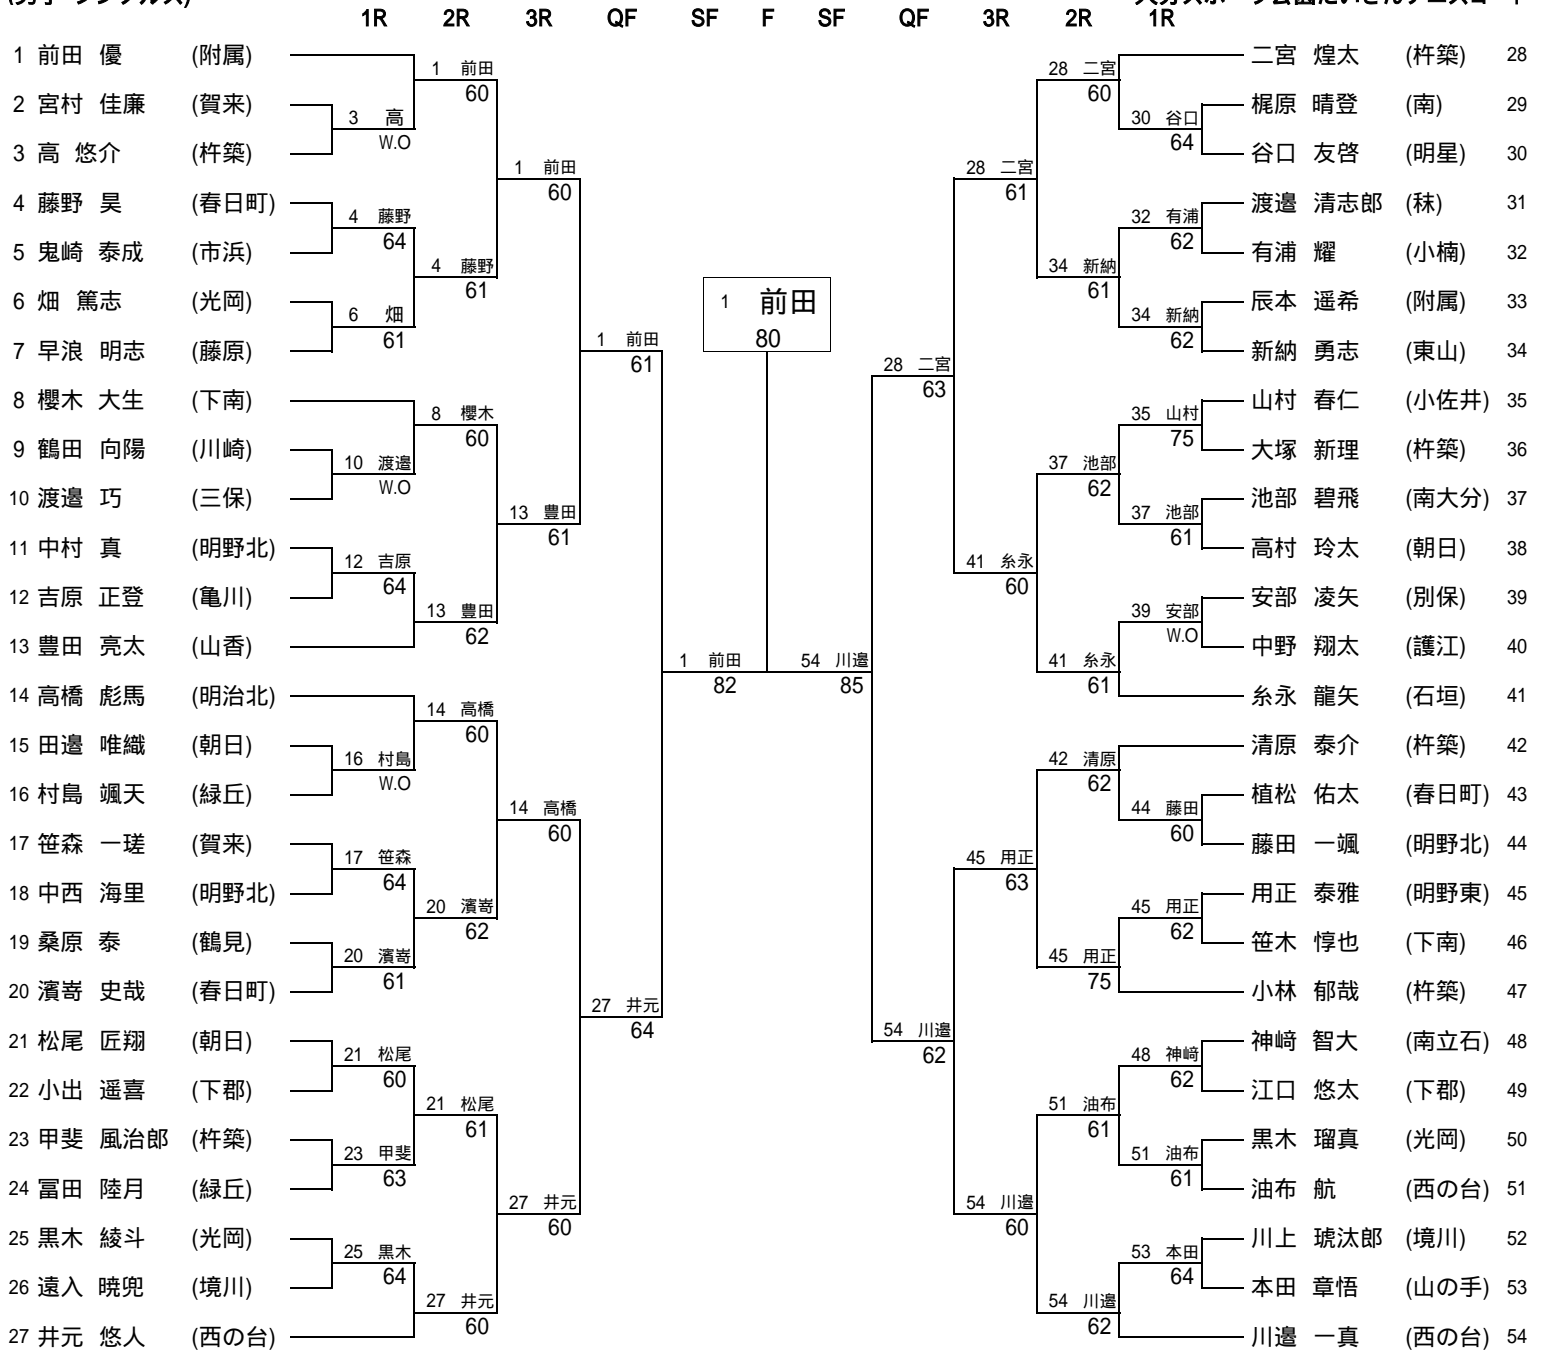 1R 2R 3R QF SF F SF QF 3R 2R 1R
1 前田 優 (附属)
2 宮村 佳廉 (賀来)
3 高 悠介 (杵築)
4 藤野 昊 (春日町)
5 鬼崎 泰成 (市浜)
6 畑 篤志 (光岡)
7 早浪 明志 (藤原)
8 櫻木 大生 (下南)
9 鶴田 向陽 (川崎)
10 渡邉 巧 (三保)
11 中村 真 (明野北)
12 吉原 正登 (亀川)
13 豊田 亮太 (山香)
14 高橋 彪馬 (明治北)
15 田邉 唯織 (朝日)
16 村島 颯天 (緑丘)
17 笹森 一瑳 (賀来)
18 中西 海里 (明野北)
19 桑原 泰 (鶴見)
20 濱嵜 史哉 (春日町)
21 松尾 匠翔 (朝日)
22 小出 遥喜 (下郡)
23 甲斐 風治郎 (杵築)
24 冨田 陸月 (緑丘)
25 黒木 綾斗 (光岡)
26 遠入 暁兜 (境川)
27 井元 悠人 (西の台)
3 高
W.O
4 藤野
64
6 畑
61
10 渡邉
W.O
12 吉原
64
16 村島
W.O
17 笹森
64
20 濱嵜
61
21 松尾
60
23 甲斐
63
25 黒木
64
1 前田
60
4 藤野
61
8 櫻木
60
13 豊田
62
14 高橋
60
20 濱嵜
62
21 松尾
61
27 井元
60
1 前田
60
13 豊田
61
14 高橋
60
27 井元
60
1 前田
61
27 井元
64
1 前田
82
1 前田
80
54 川邉
85
28 二宮
63
54 川邉
62
28 二宮
61
41 糸永
60
45 用正
63
54 川邉
60
28 二宮
60
34 新納
61
37 池部
62
41 糸永
61
42 清原
62
45 用正
75
51 油布
61
54 川邉
62
30 谷口
64
32 有浦
62
34 新納
62
35 山村
75
37 池部
61
39 安部
W.O
44 藤田
60
45 用正
62
48 神﨑
62
51 油布
61
53 本田
64
二宮 煌太 (杵築) 28
梶原 晴登 (南) 29
谷口 友啓 (明星) 30
渡邉 清志郎 (秣) 31
有浦 耀 (小楠) 32
辰本 遥希 (附属) 33
新納 勇志 (東山) 34
山村 春仁 (小佐井) 35
大塚 新理 (杵築) 36
池部 碧飛 (南大分) 37
高村 玲太 (朝日) 38
安部 凌矢 (別保) 39
中野 翔太 (護江) 40
糸永 龍矢 (石垣) 41
清原 泰介 (杵築) 42
植松 佑太 (春日町) 43
藤田 一颯 (明野北) 44
用正 泰雅 (明野東) 45
笹木 惇也 (下南) 46
小林 郁哉 (杵築) 47
神﨑 智大 (南立石) 48
江口 悠太 (下郡) 49
黒木 瑠真 (光岡) 50
油布 航 (西の台) 51
川上 琥汰郎 (境川) 52
本田 章悟 (山の手) 53
川邉 一真 (西の台) 54